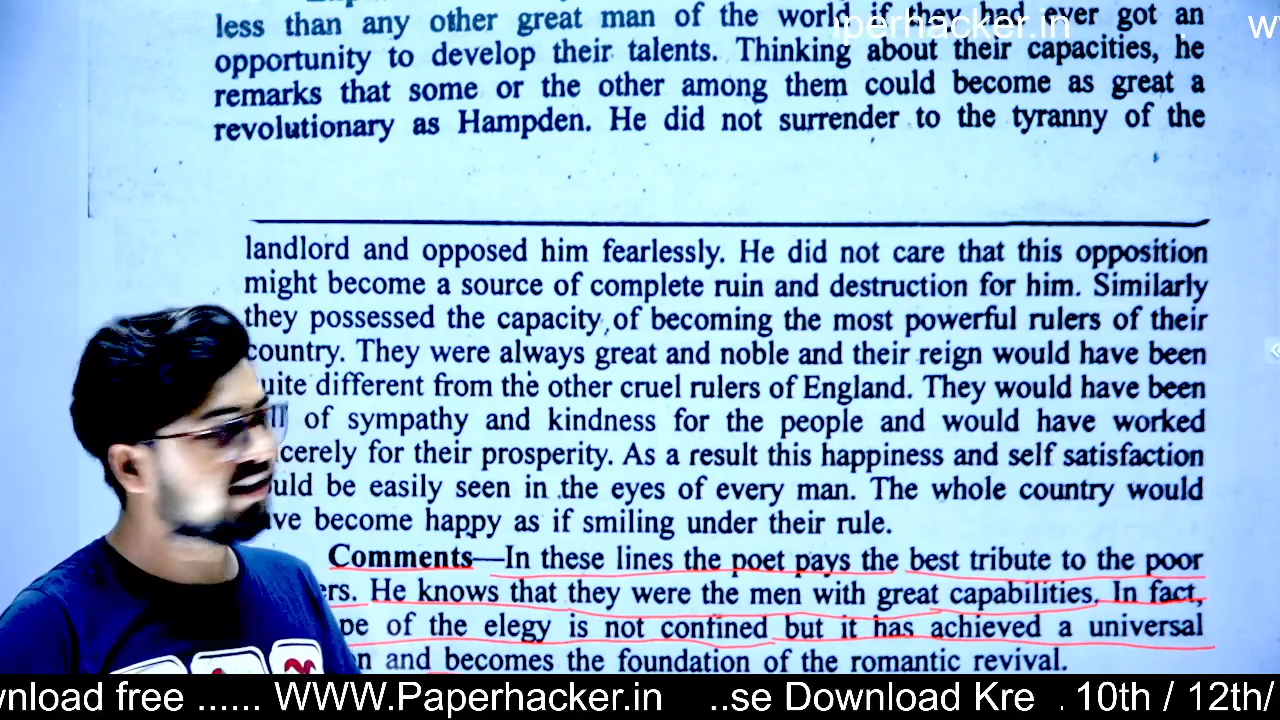 less than any other great man of the world if they had ever got an
opportunity to develop their talents. Thinking about their capacities, he
remarks that some or the other among them could become as great a
revolutionary as Hampden. He did not surrender to the tyranny of the
landlord and opposed him fearlessly. He did not care that this opposition
might become a source of complete ruin and destruction for him. Similarly
they possessed the capacity of becoming the most powerful rulers of their
country. They were always great and noble and their reign would have been
uite different from the other cruel rulers of England. They would have been
ll of sympathy and kindness for the people and would have worked
cerely for their prosperity. As a result this happiness and self satisfaction
uld be easily seen in the eyes of every man. The whole country would
ave become happy as if smiling under their rule.
Comments—In these lines the poet pays the best tribute to the poor
ers. He knows that they were the men with great capabilities. In fact,
pe of the elegy is not confined but it has achieved a universal
n and becomes the foundation of the romantic revival.
perhacker.in w
wnload free ...... WWW.Paperhacker.in ..se Download Kre . 10th / 12th/